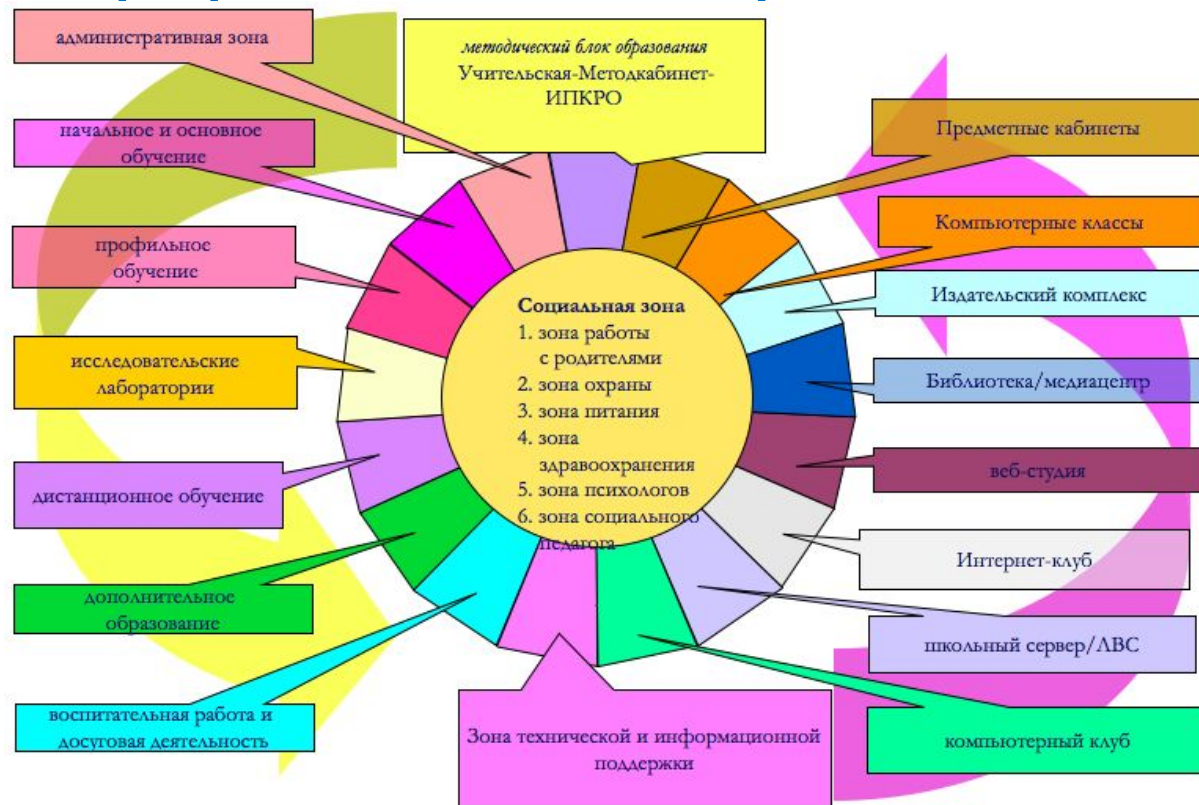 административная зона
методический блок образования
Учительская-Методкабинет-
ИПКРО
начальное и основное
обучение
Предметные кабинеты
профильное
обучение
Компьютерные классы
Издательский комплекс
исследовательские
лаборатории
Библиотека/медиацентр
Социальная зона
1. зона работы
с родителями
2. зона охраны
3. зона питания
4. зона
здравоохранения
5. зона психологов
6. зона социального
педагога
дистанционное обучение
веб-студия
Интернет-клуб
дополнительное
образование
школьный сервер/ЛВС
воспитательная работа и
досуговая деятельность
Зона технической и информационной
поддержки
компьютерный клуб